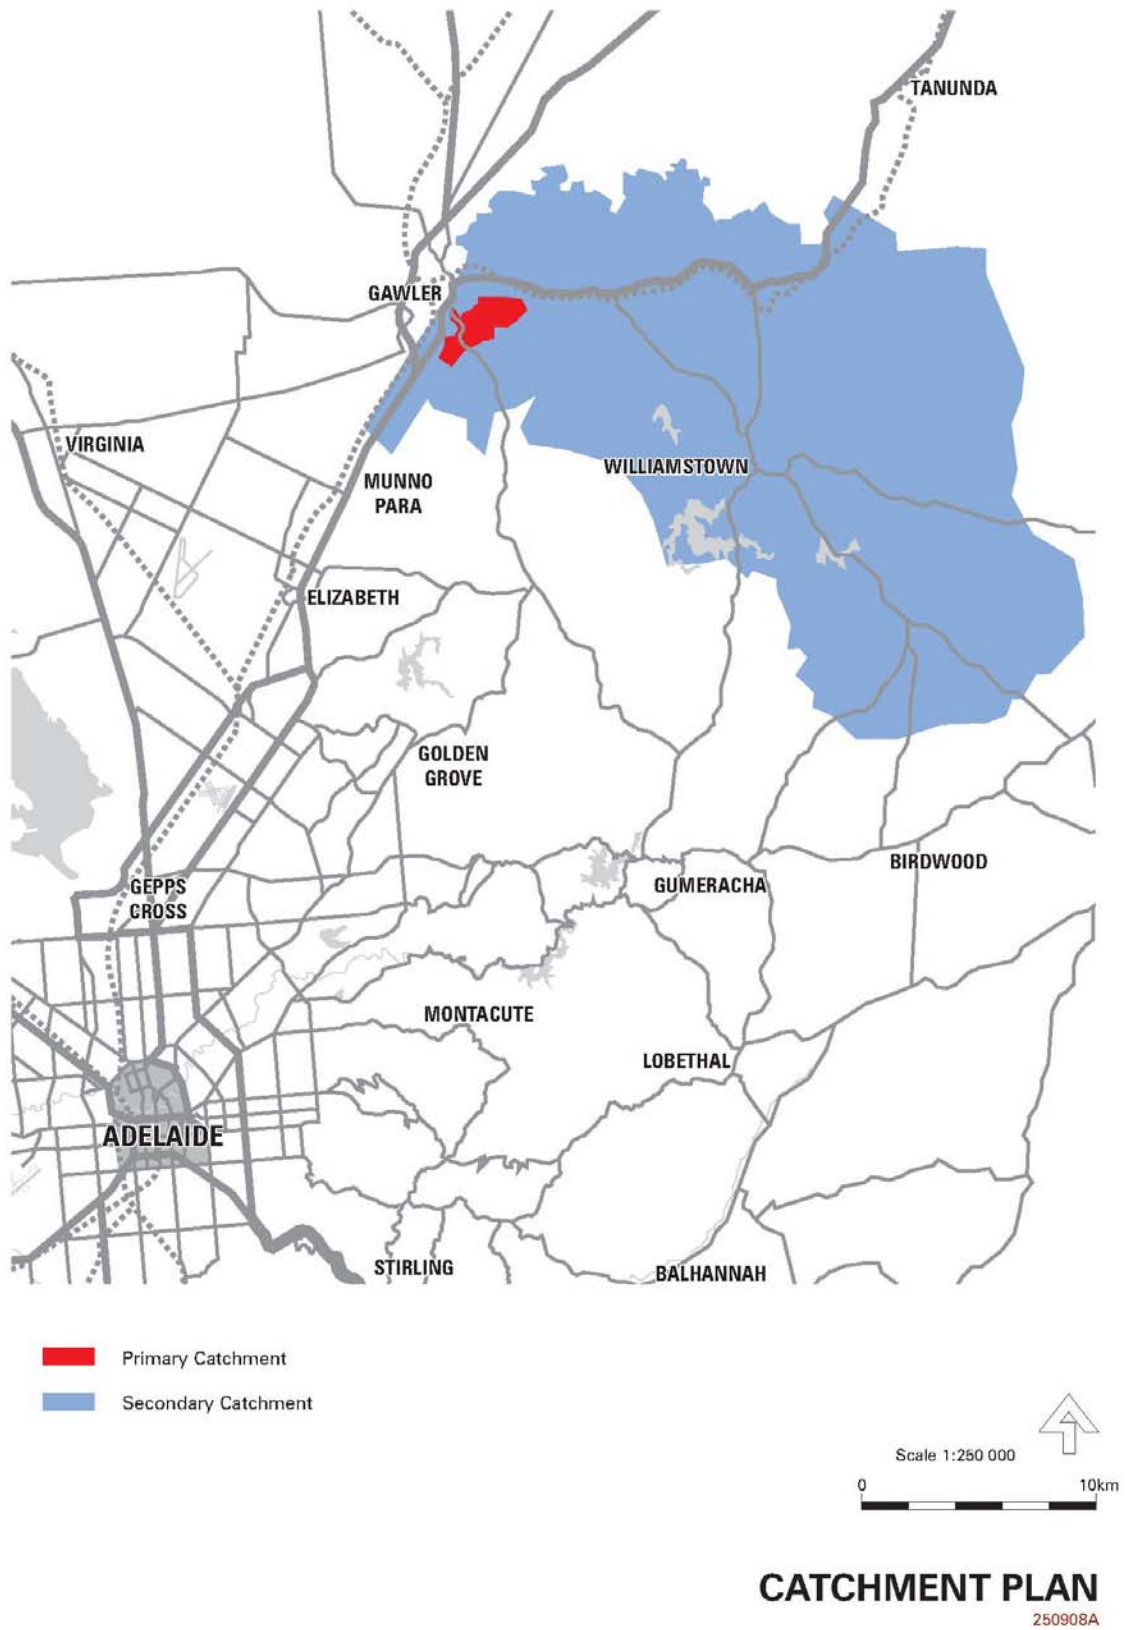 TANUNDA
GAWLER
VIRGINIA
WILLIAMSTOWN
MUNNO
PARA
ELIZABETH
GOLDEN
GROVE
BIRDWOOD
GEPPS
CROSS
GUMERACHA
MONTACUTE
LOBETHAL
ADELAIDE
STIRLING
BALHANNAH
Primary Catchment
Secondary Catchment
Scale 1:250 000
0 10km
CATCHMENT PLAN
250908A